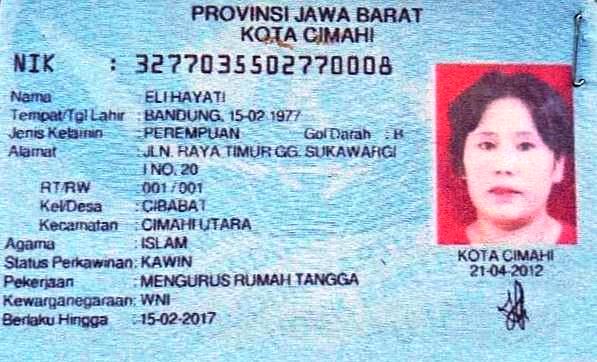 PROVINSI JAWA BARAT
KOTA CIMAHI
NIK : 3277035502770008
Nama : ELI HAYATI
Tempat/Tgl Lahir : BANDUNG, 15-02-1977
Jenis Kelamin : PEREMPUAN Gol Darah : B
Alamat : JLN. RAYA TIMUR GG. SUKAWARGI
I NO. 20
RT/RW : 001/001
Kel/Desa : CIBABAT
Kecamatan : CIMAHI UTARA
Agama : ISLAM
Status Perkawinan: KAWIN
Pekerjaan : MENGURUS RUMAH TANGGA
Kewarganegaraan: WNI
Berlaku Hingga : 15-02-2017
KOTA CIMAHI
21-04-2012